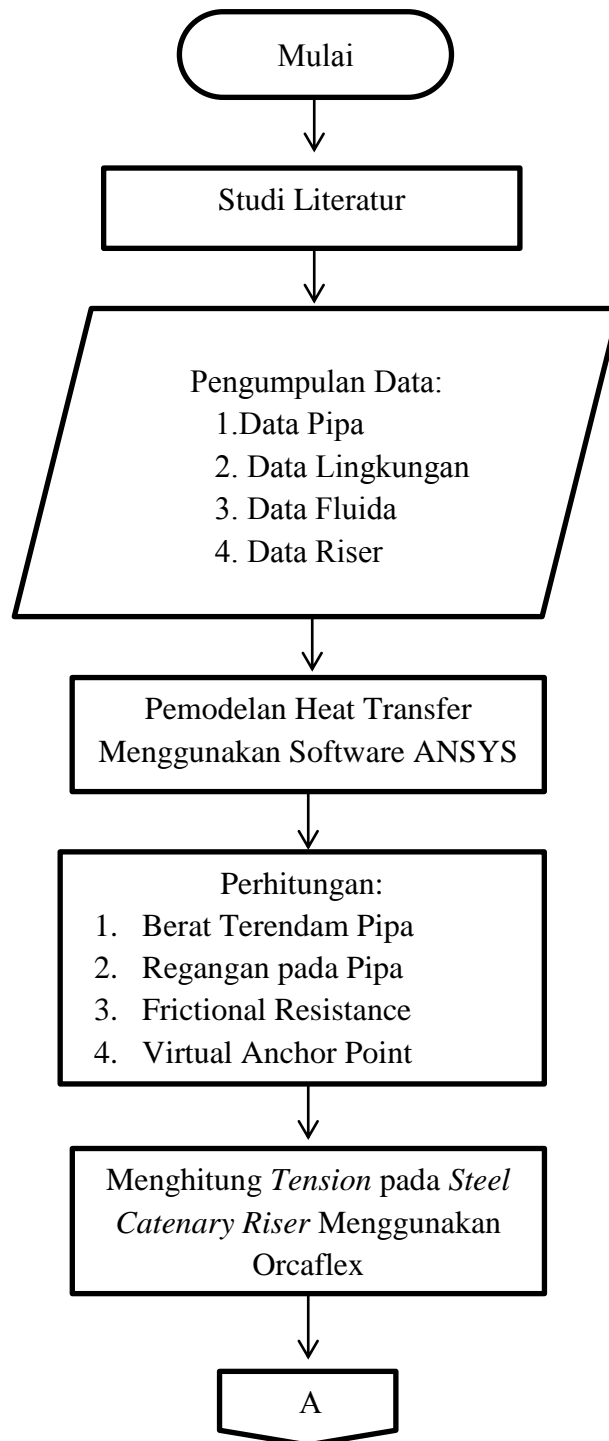 Mulai
Studi Literatur
Pengumpulan Data:
1.Data Pipa
2. Data Lingkungan
3. Data Fluida
4. Data Riser
Pemodelan Heat Transfer
Menggunakan Software ANSYS
Perhitungan:
1. Berat Terendam Pipa
2. Regangan pada Pipa
3. Frictional Resistance
4. Virtual Anchor Point
Menghitung Tension pada Steel
Catenary Riser Menggunakan
Orcaflex
A